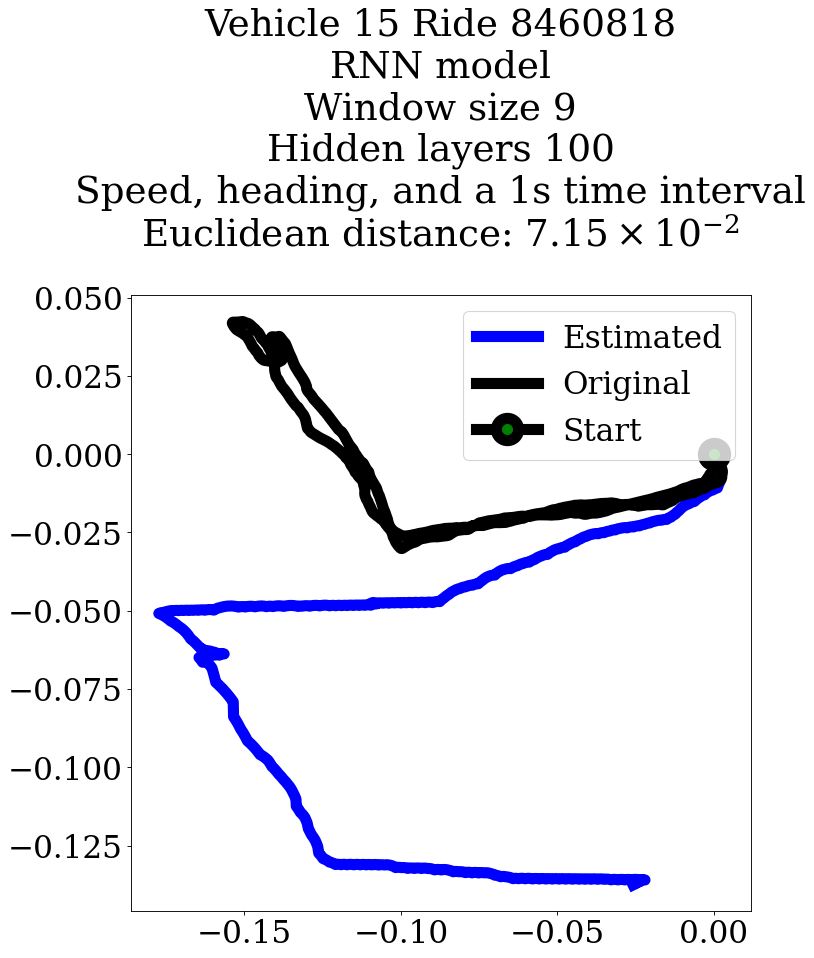 Vehicle 15 Ride 8460818
RNN model
Window size 9
Hidden layers 100
Speed, heading, and a 1s time interval
Euclidean distance: 7.15 × 10⁻²
0.050
0.025
0.000
−0.025
−0.050
−0.075
−0.100
−0.125
Estimated
Original
Start
−0.15
−0.10
−0.05
0.00